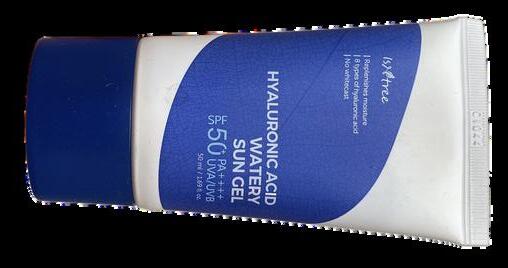 Isntree
Replenishes moisture
8 types of hyaluronic acid
No whitecast
HYALURONIC ACID
WATERY
SUN GEL
SPF
50+ PA++++
UVA/UVB
50 ml / 1.69 fl. oz.